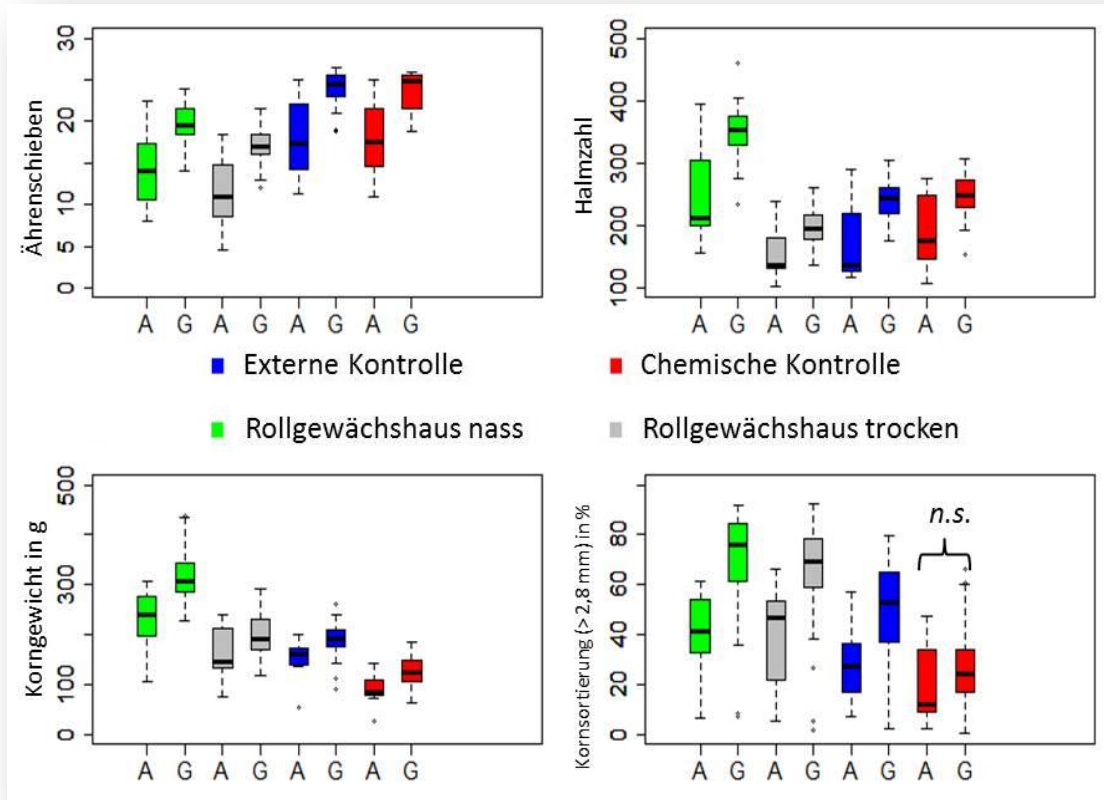 Ährenschieben
30
20
10
5
0
A G A G A G A G
Halmzahl
500
400
300
200
100
A G A G A G A G
Externe Kontrolle
Chemische Kontrolle
Rollgewächshaus nass
Rollgewächshaus trocken
Korngewicht in g
500
300
100
0
A G A G A G A G
Kornsortierung (> 2,8 mm) in %
80
60
40
20
0
n.s.
A G A G A G A G